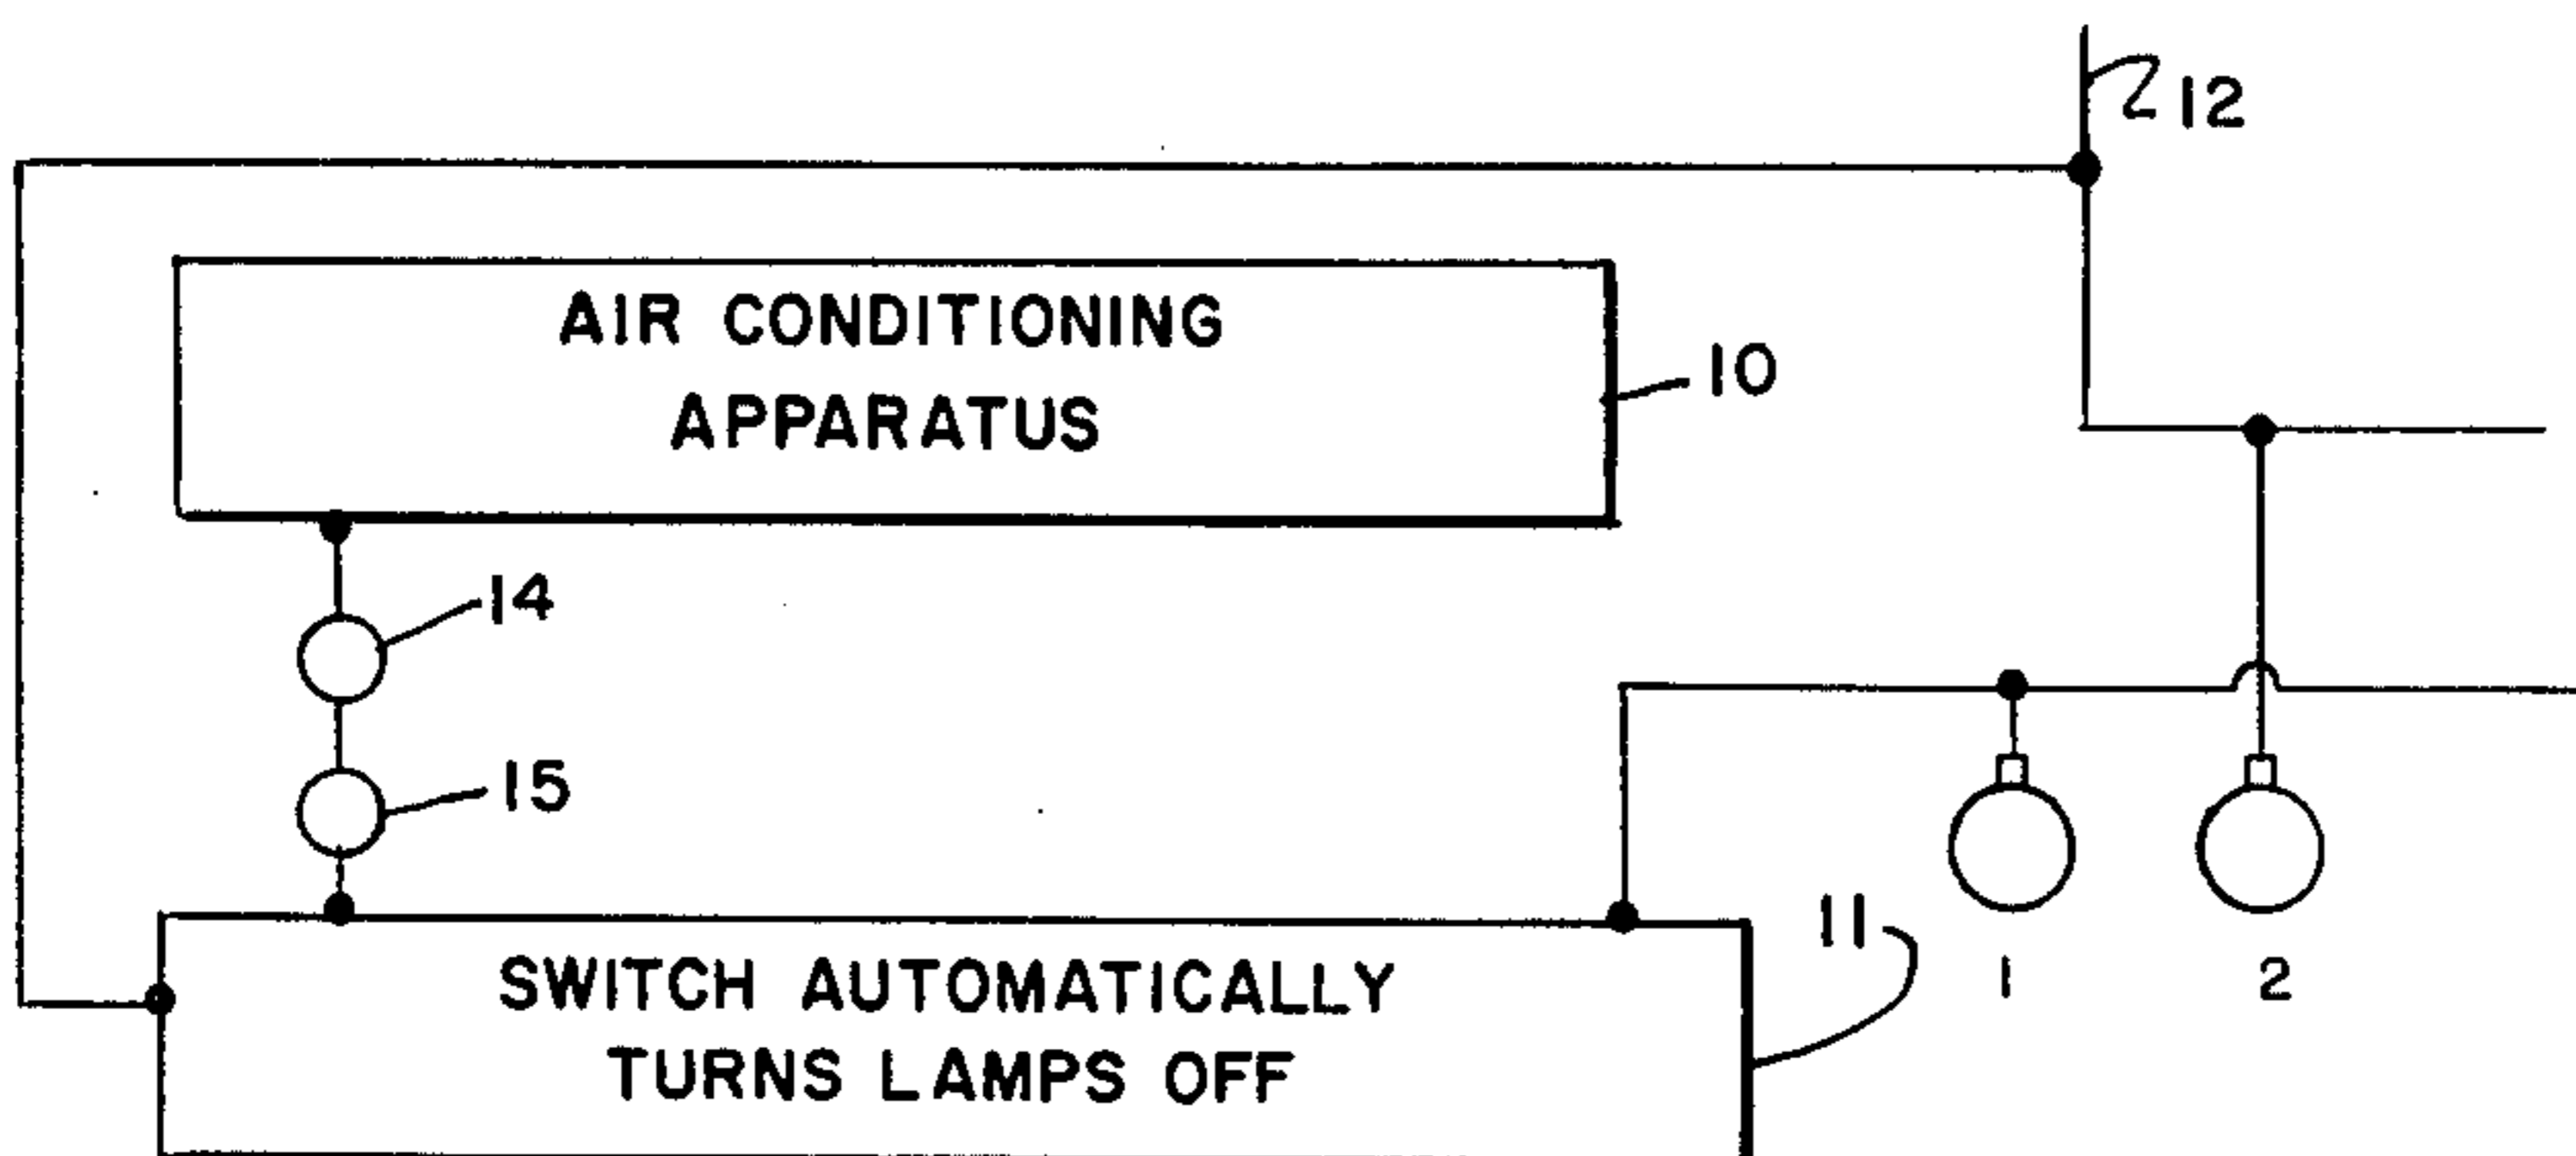 12
AIR CONDITIONING
APPARATUS
10
14
15
11
1
2
SWITCH AUTOMATICALLY
TURNS LAMPS OFF